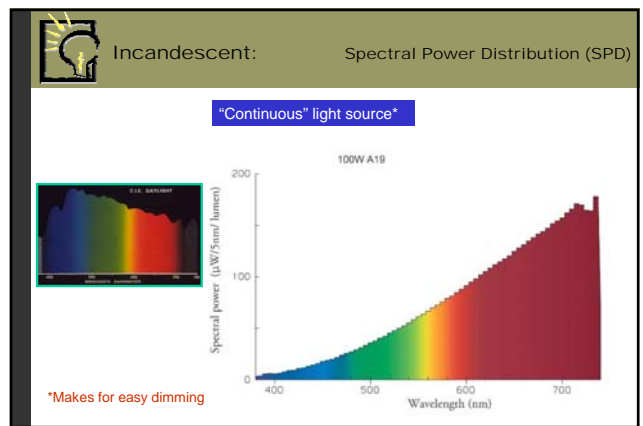 Incandescent: Spectral Power Distribution (SPD)
“Continuous” light source*
C.I.E. DAYLIGHT
100W A19
Spectral power (µW/5nm/ lumen)
200
100
0
400 500 600 700
Wavelength (nm)
*Makes for easy dimming